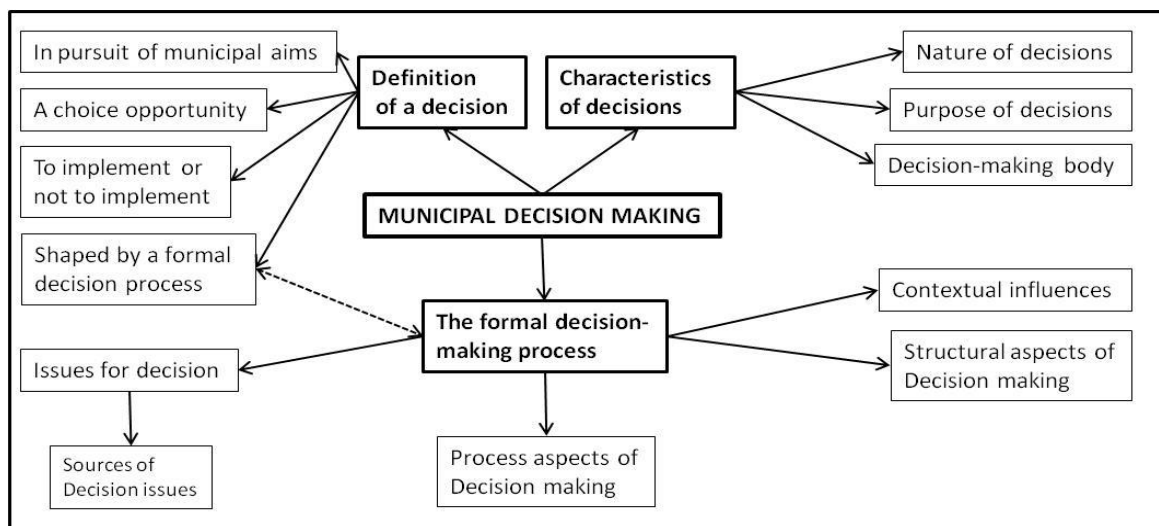 In pursuit of municipal aims
A choice opportunity
To implement or
not to implement
Shaped by a formal
decision process
Definition
of a decision
Characteristics
of decisions
Nature of decisions
Purpose of decisions
Decision-making body
MUNICIPAL DECISION MAKING
The formal decision-
making process
Contextual influences
Structural aspects of
Decision making
Issues for decision
Sources of
Decision issues
Process aspects of
Decision making